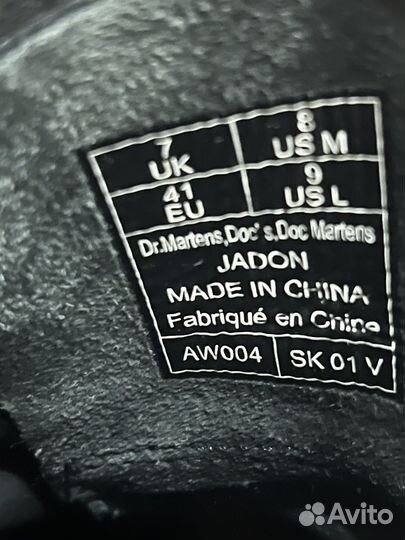 7 UK
8 US M
41 EU
9 US L
Dr.Martens,Doc's,Doc Martens
JADON
MADE IN CHINA
Fabriqué en Chine
AW004
SK 01 V
Avito